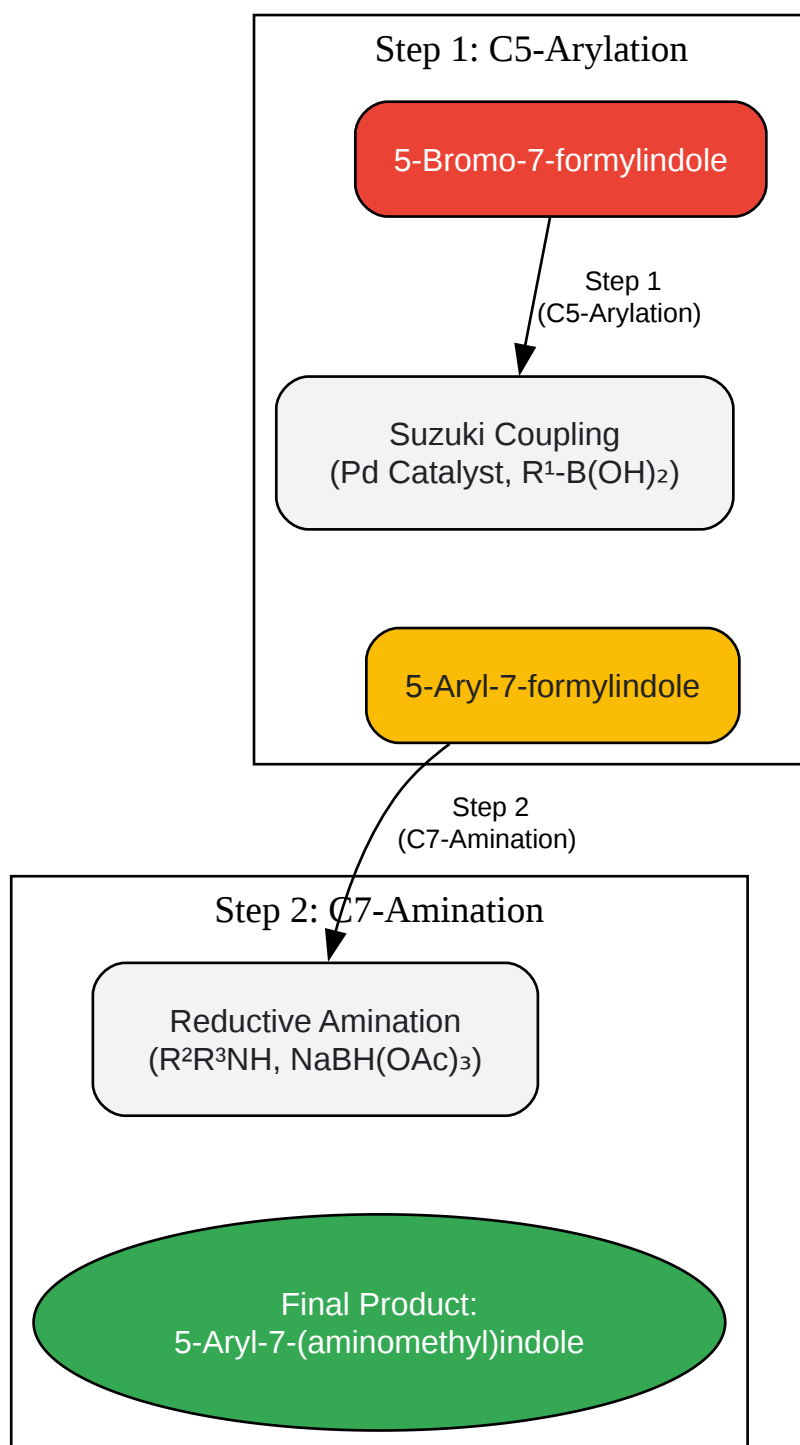 Step 1: C5-Arylation
5-Bromo-7-formylindole
Step 1
(C5-Arylation)
Suzuki Coupling
(Pd Catalyst, R¹-B(OH)₂)
5-Aryl-7-formylindole
Step 2
(C7-Amination)
Step 2: C7-Amination
Reductive Amination
(R²R³NH, NaBH(OAc)₃)
Final Product:
5-Aryl-7-(aminomethyl)indole